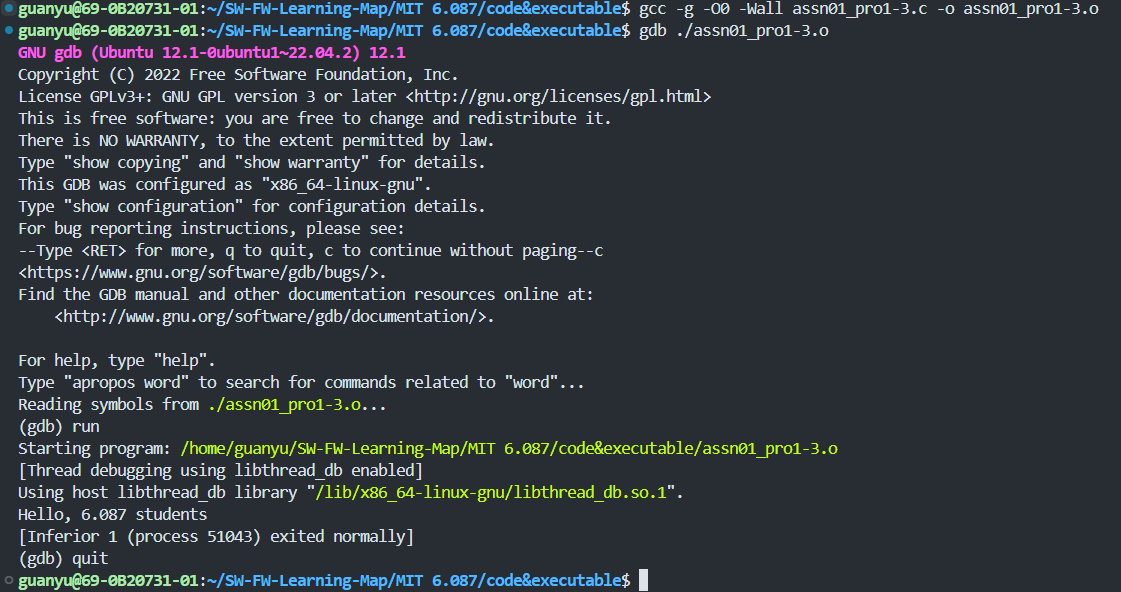 guanyu@69-0B20731-01:~/SW-FW-Learning-Map/MIT 6.087/code&executable$ gcc -g -O0 -Wall assn01_pro1-3.c -o assn01_pro1-3.o
guanyu@69-0B20731-01:~/SW-FW-Learning-Map/MIT 6.087/code&executable$ gdb ./assn01_pro1-3.o
GNU gdb (Ubuntu 12.1-0ubuntu1~22.04.2) 12.1
Copyright (C) 2022 Free Software Foundation, Inc.
License GPLv3+: GNU GPL version 3 or later <http://gnu.org/licenses/gpl.html>
This is free software: you are free to change and redistribute it.
There is NO WARRANTY, to the extent permitted by law.
Type "show copying" and "show warranty" for details.
This GDB was configured as "x86_64-linux-gnu".
Type "show configuration" for configuration details.
For bug reporting instructions, please see:
--Type <RET> for more, q to quit, c to continue without paging--c
<https://www.gnu.org/software/gdb/bugs/>.
Find the GDB manual and other documentation resources online at:
    <http://www.gnu.org/software/gdb/documentation/>.

For help, type "help".
Type "apropos word" to search for commands related to "word"...
Reading symbols from ./assn01_pro1-3.o...
(gdb) run
Starting program: /home/guanyu/SW-FW-Learning-Map/MIT 6.087/code&executable/assn01_pro1-3.o
[Thread debugging using libthread_db enabled]
Using host libthread_db library "/lib/x86_64-linux-gnu/libthread_db.so.1".
Hello, 6.087 students
[Inferior 1 (process 51043) exited normally]
(gdb) quit
guanyu@69-0B20731-01:~/SW-FW-Learning-Map/MIT 6.087/code&executable$